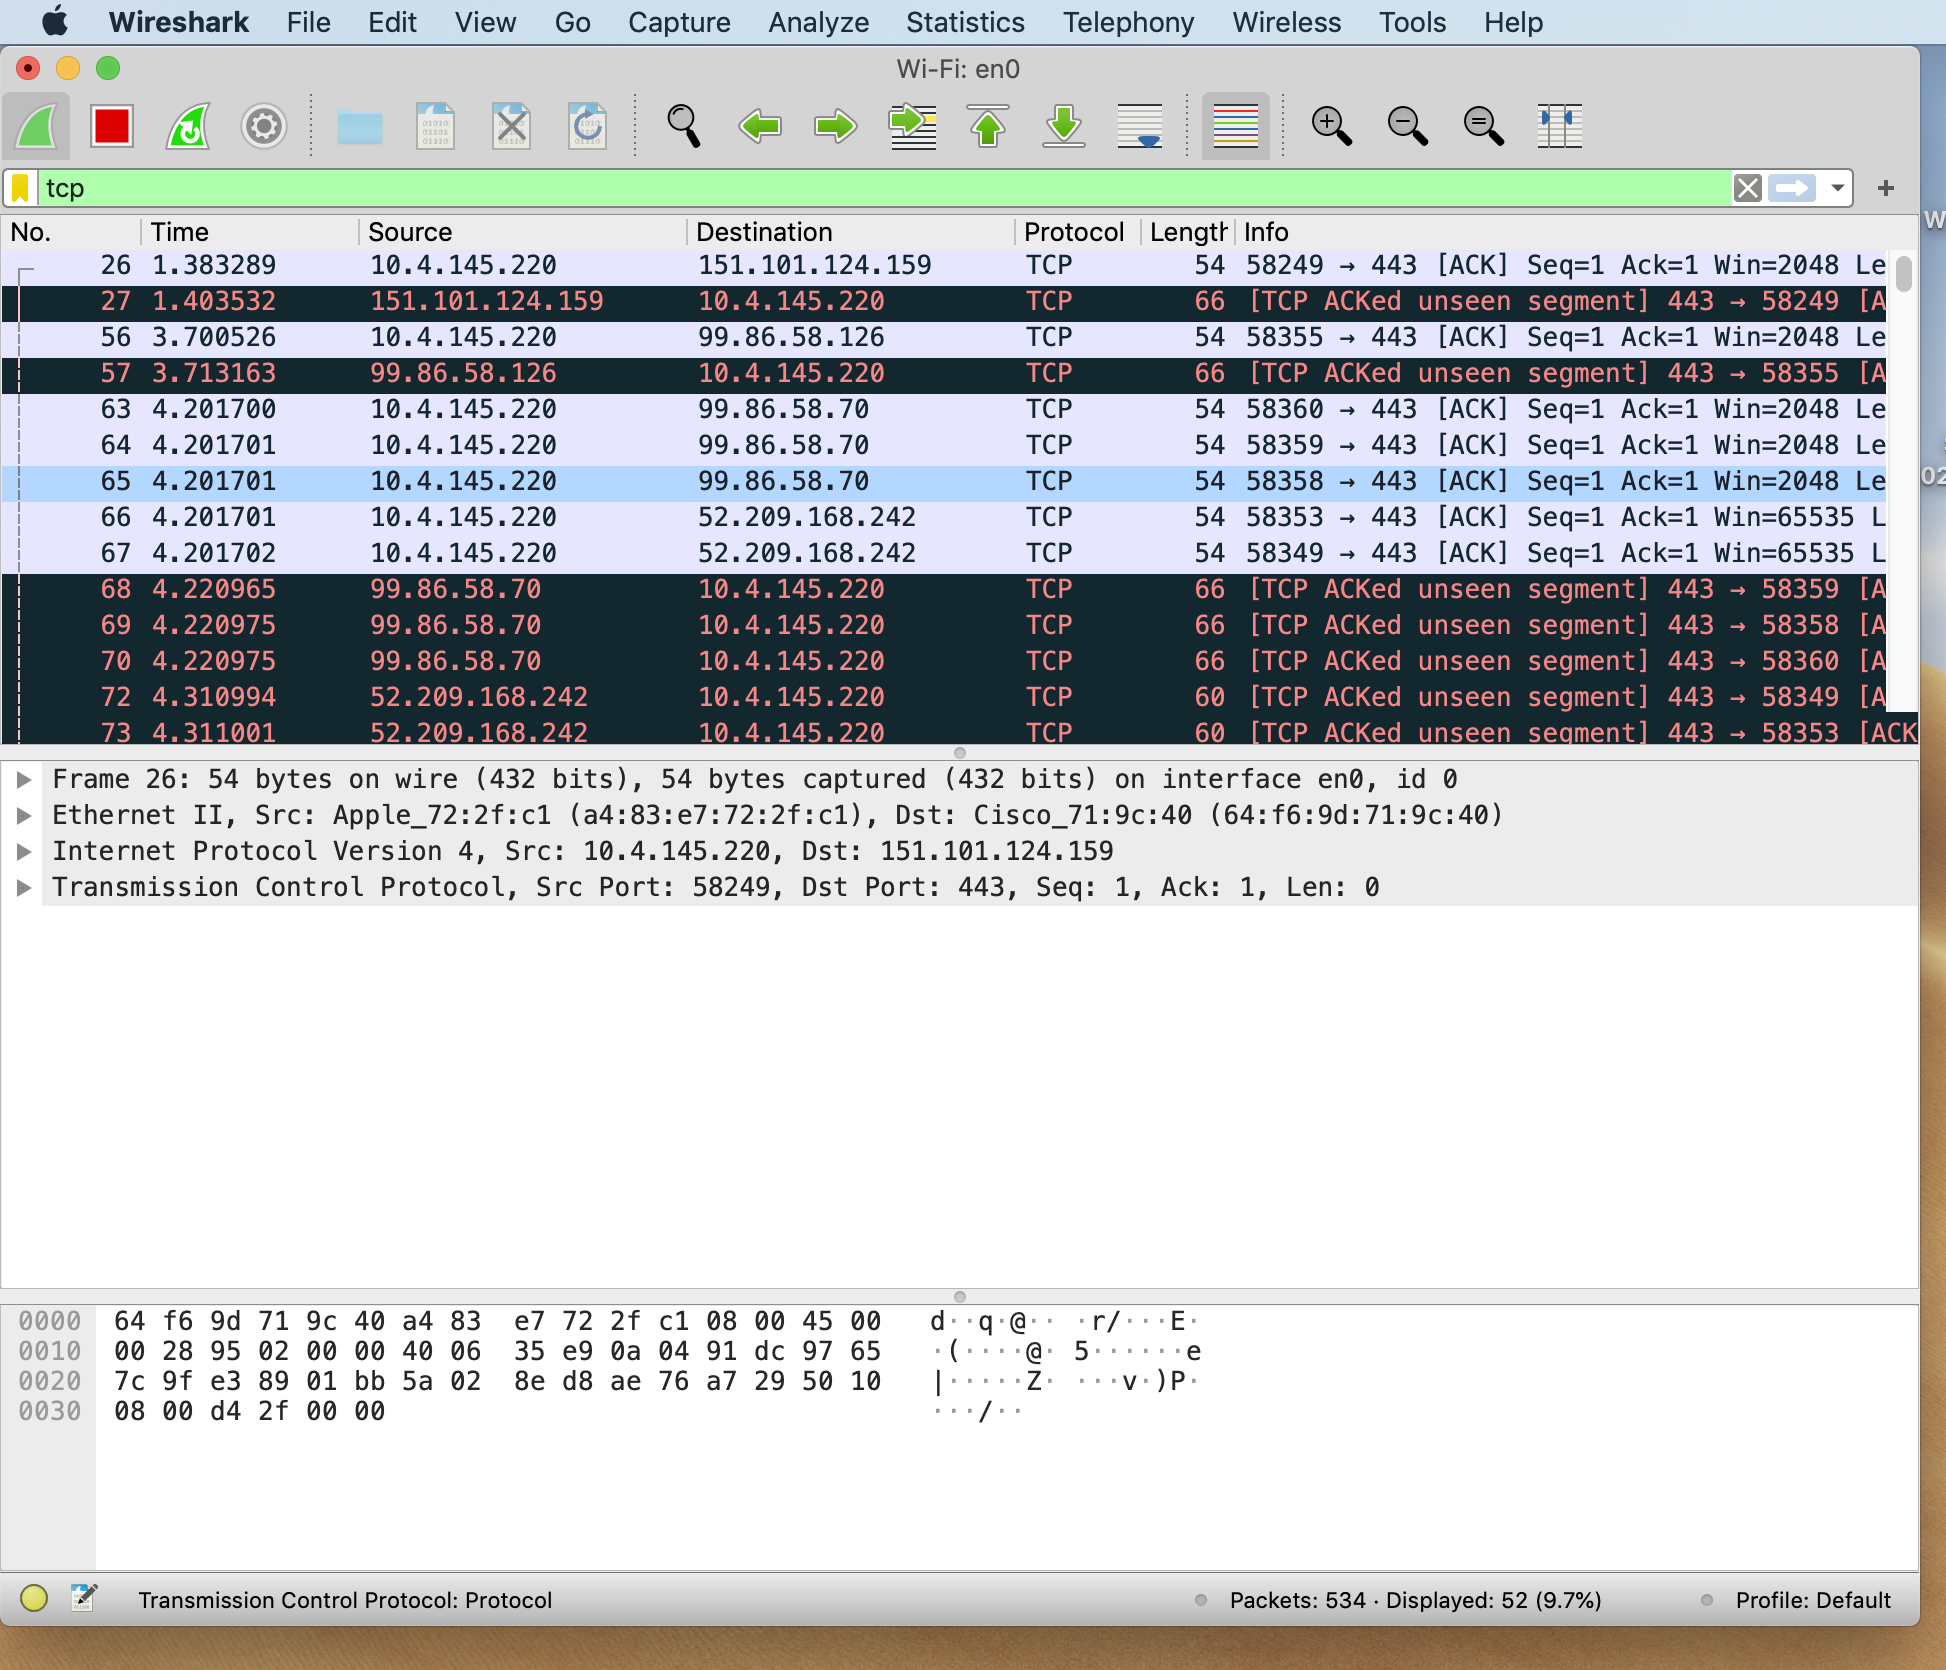 Wireshark File Edit View Go Capture Analyze Statistics Telephony Wireless Tools Help
Wi-Fi: en0
tcp
No. Time Source Destination Protocol Length Info
26 1.383289 10.4.145.220 151.101.124.159 TCP 54 58249 → 443 [ACK] Seq=1 Ack=1 Win=2048 Le
27 1.403532 151.101.124.159 10.4.145.220 TCP 66 [TCP ACKed unseen segment] 443 → 58249 [A
56 3.700526 10.4.145.220 99.86.58.126 TCP 54 58355 → 443 [ACK] Seq=1 Ack=1 Win=2048 Le
57 3.713163 99.86.58.126 10.4.145.220 TCP 66 [TCP ACKed unseen segment] 443 → 58355 [A
63 4.201700 10.4.145.220 99.86.58.70 TCP 54 58360 → 443 [ACK] Seq=1 Ack=1 Win=2048 Le
64 4.201701 10.4.145.220 99.86.58.70 TCP 54 58359 → 443 [ACK] Seq=1 Ack=1 Win=2048 Le
65 4.201701 10.4.145.220 99.86.58.70 TCP 54 58358 → 443 [ACK] Seq=1 Ack=1 Win=2048 Le
66 4.201701 10.4.145.220 52.209.168.242 TCP 54 58353 → 443 [ACK] Seq=1 Ack=1 Win=65535 L
67 4.201702 10.4.145.220 52.209.168.242 TCP 54 58349 → 443 [ACK] Seq=1 Ack=1 Win=65535 L
68 4.220965 99.86.58.70 10.4.145.220 TCP 66 [TCP ACKed unseen segment] 443 → 58359 [A
69 4.220975 99.86.58.70 10.4.145.220 TCP 66 [TCP ACKed unseen segment] 443 → 58358 [A
70 4.220975 99.86.58.70 10.4.145.220 TCP 66 [TCP ACKed unseen segment] 443 → 58360 [A
72 4.310994 52.209.168.242 10.4.145.220 TCP 60 [TCP ACKed unseen segment] 443 → 58349 [A
73 4.311001 52.209.168.242 10.4.145.220 TCP 60 [TCP ACKed unseen segment] 443 → 58353 [ACK
Frame 26: 54 bytes on wire (432 bits), 54 bytes captured (432 bits) on interface en0, id 0
Ethernet II, Src: Apple_72:2f:c1 (a4:83:e7:72:2f:c1), Dst: Cisco_71:9c:40 (64:f6:9d:71:9c:40)
Internet Protocol Version 4, Src: 10.4.145.220, Dst: 151.101.124.159
Transmission Control Protocol, Src Port: 58249, Dst Port: 443, Seq: 1, Ack: 1, Len: 0
0000 64 f6 9d 71 9c 40 a4 83 e7 72 2f c1 08 00 45 00 d··q·@·· ·r/···E·
0010 00 28 95 02 00 00 40 06 35 e9 0a 04 91 dc 97 65 ·(····@· 5······e
0020 7c 9f e3 89 01 bb 5a 02 8e d8 ae 76 a7 29 50 10 |·····Z· ···v·)P·
0030 08 00 d4 2f 00 00 ···/··
Transmission Control Protocol: Protocol Packets: 534 · Displayed: 52 (9.7%) Profile: Default